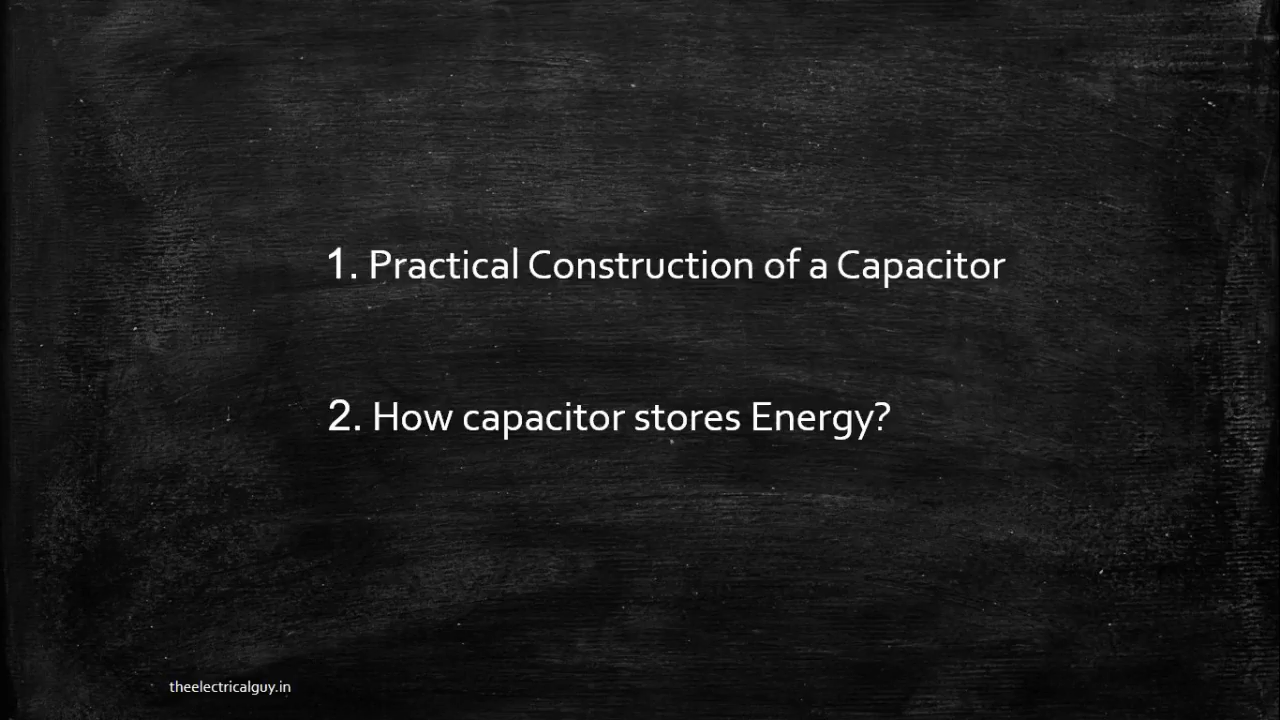 1. Practical Construction of a Capacitor
2. How capacitor stores Energy?
theelectricalguy.in